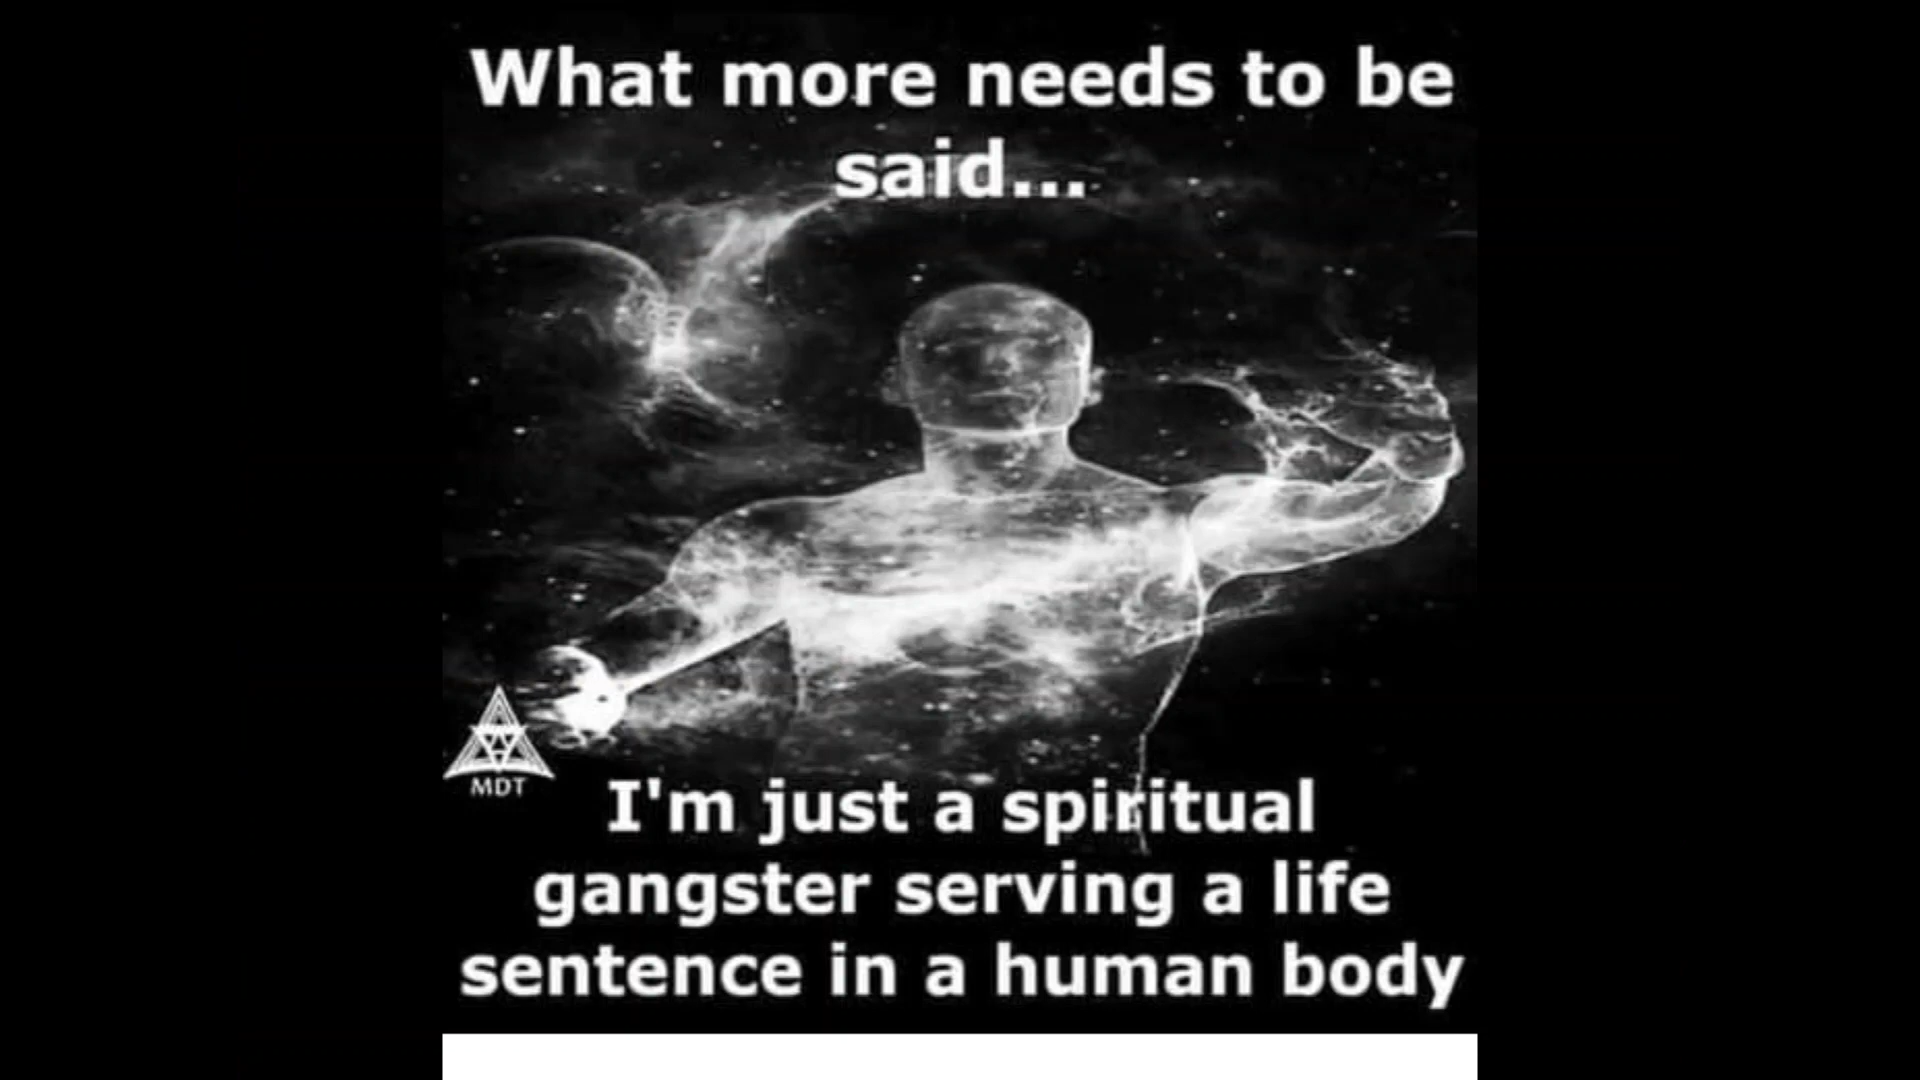 What more needs to be
said...
MDT
I'm just a spiritual
gangster serving a life
sentence in a human body